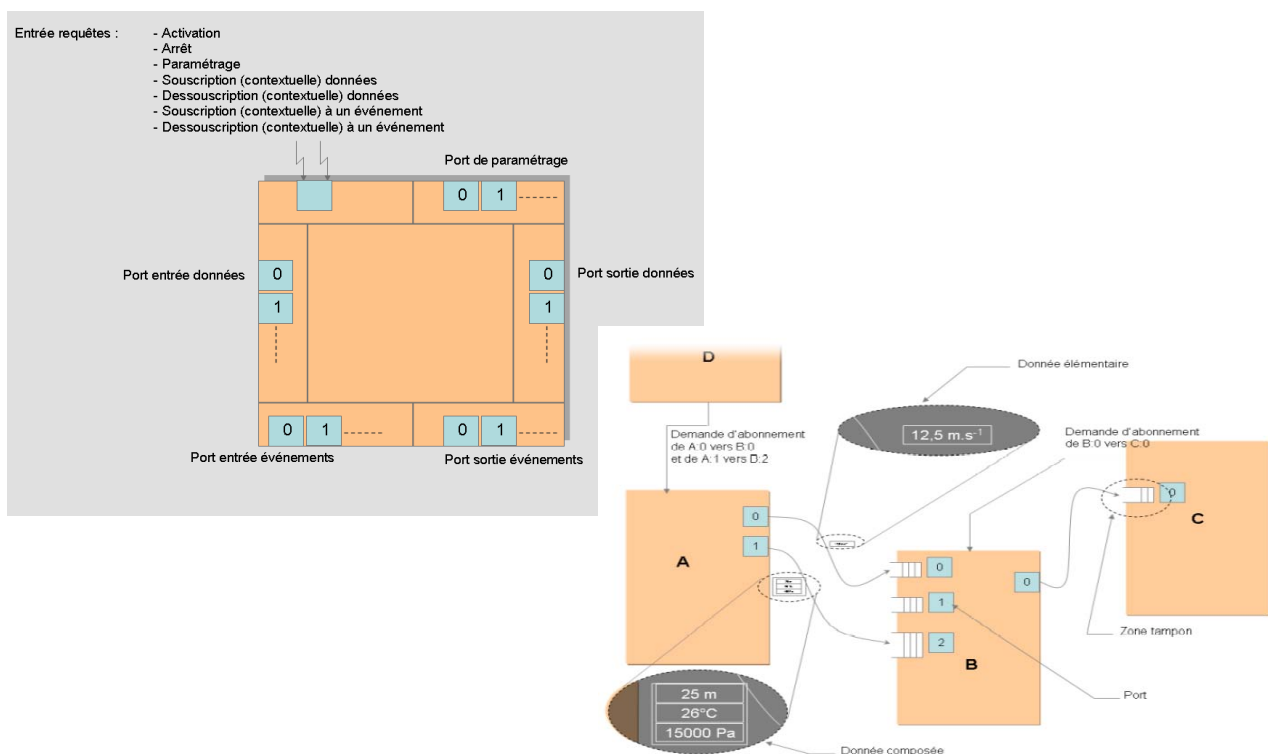 Entrée requêtes :
- Activation
- Arrêt
- Paramétrage
- Souscription (contextuelle) données
- Dessouscription (contextuelle) données
- Souscription (contextuelle) à un événement
- Dessouscription (contextuelle) à un événement
Port de paramétrage
0 1
Port entrée données
0
1
Port sortie données
0
1
0 1
0 1
Port entrée événements
Port sortie événements
D
Donnée élémentaire
12,5 m.s-1
Demande d'abonnement
de A:0 vers B:0
et de A:1 vers B:2
Demande d'abonnement
de B:0 vers C:0
A
0
1
0
1
2
B
0
0
C
Zone tampon
Port
25 m
26°C
15000 Pa
Donnée composée